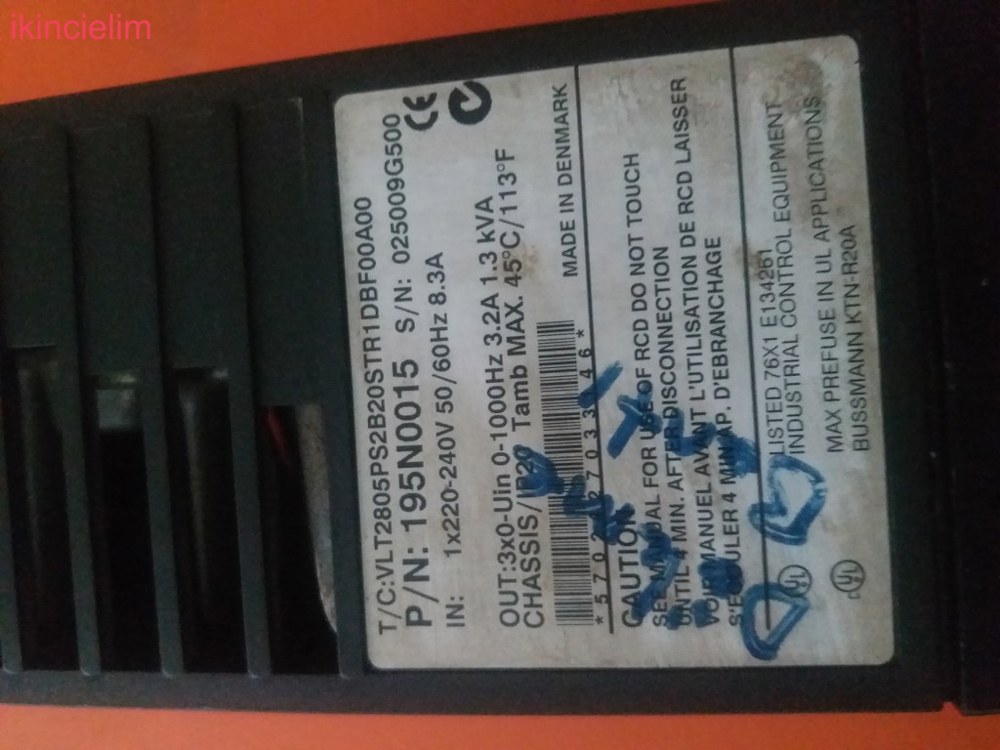 ikincielim
T/C:VLT2805PS2B20STR1DBF00A00
P/N: 195N0015 S/N: 025009G500
IN: 1x220-240V 50/60Hz 8.3A
OUT:3x0-Uin 0-1000Hz 3.2A 1.3 kVA
CHASSIS/IP20 Tamb MAX. 45°C/113°F
CE
MADE IN DENMARK
CAUTION
SEE MANUAL FOR USE OF RCD DO NOT TOUCH
UNTIL 4 MIN. AFTER DISCONNECTION
VOIR MANUEL AVANT L'UTILISATION DE RCD LAISSER
S'ECOULER 4 MIN AP. D'EBRANCHAGE
LISTED 76X1 E134261
INDUSTRIAL CONTROL EQUIPMENT
UL
MAX PREFUSE IN UL APPLICATIONS
BUSSMANN KTN-R20A